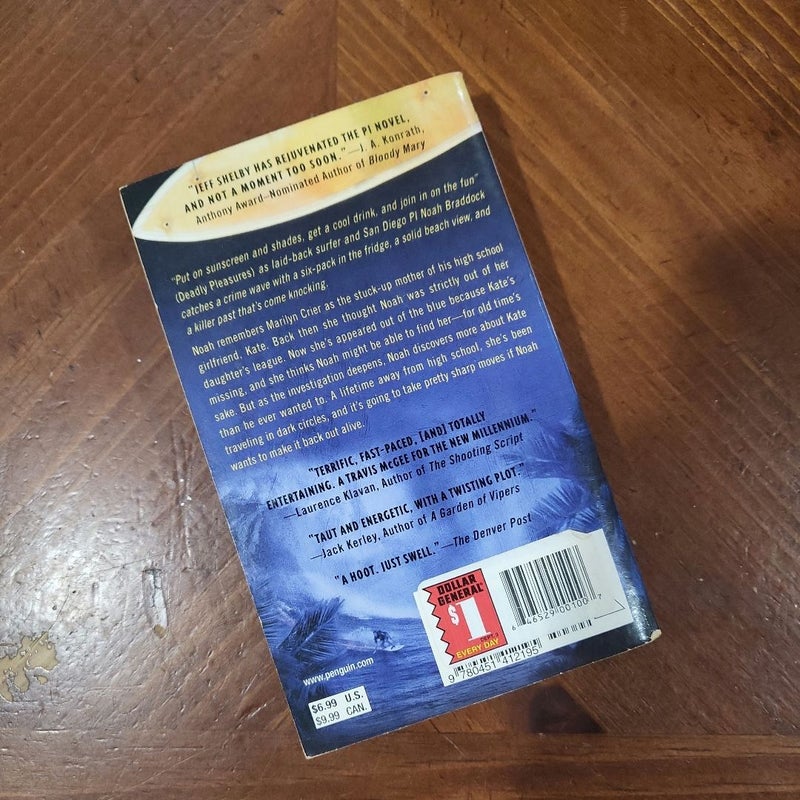 "JEFF SHELBY HAS REJUVENATED THE PI NOVEL,
AND NOT A MOMENT TOO SOON." —J. A. Konrath,
Anthony Award–Nominated Author of Bloody Mary
"Put on sunscreen and shades, get a cool drink, and join in on the fun"
(Deadly Pleasures) as laid-back surfer and San Diego PI Noah Braddock
catches a crime wave with a six-pack in the fridge, a solid beach view, and
a killer past that's come knocking.
Noah remembers Marilyn Crier as the stuck-up mother of his high school
girlfriend, Kate. Back then she thought Noah was strictly out of her
daughter's league. Now she's appeared out of the blue because Kate's
missing, and she thinks Noah might be able to find her—for old time's
sake. But as the investigation deepens, Noah discovers more about Kate
than he ever wanted to. A lifetime away from high school, she's been
traveling in dark circles, and it's going to take pretty sharp moves if Noah
wants to make it back out alive.
"TERRIFIC, FAST-PACED, [AND] TOTALLY
ENTERTAINING. A TRAVIS McGEE FOR THE NEW MILLENNIUM."
—Laurence Klavan, Author of The Shooting Script
"TAUT AND ENERGETIC, WITH A TWISTING PLOT."
—Jack Kerley, Author of A Garden of Vipers
"A HOOT. JUST SWELL." —The Denver Post
DOLLAR
GENERAL
$1
EVERY DAY
6 46529 00100 7
9 780451 412195
www.penguin.com
$6.99 U.S.
$9.99 CAN.